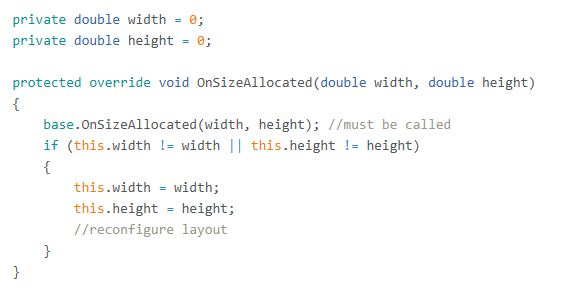 private double width = 0;
private double height = 0;

protected override void OnSizeAllocated(double width, double height)
{
    base.OnSizeAllocated(width, height); //must be called
    if (this.width != width || this.height != height)
    {
        this.width = width;
        this.height = height;
        //reconfigure layout
    }
}